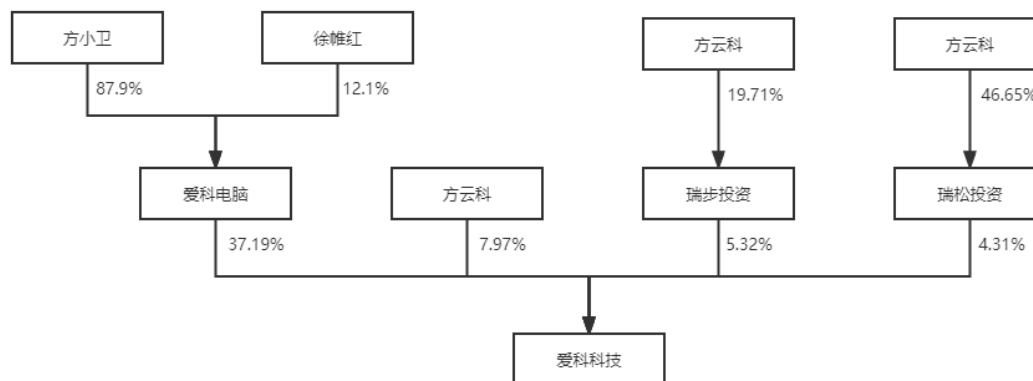 方小卫
徐帷红
方云科
方云科
87.9%
12.1%
19.71%
46.65%
爱科电脑
方云科
瑞步投资
瑞松投资
37.19%
7.97%
5.32%
4.31%
爱科科技